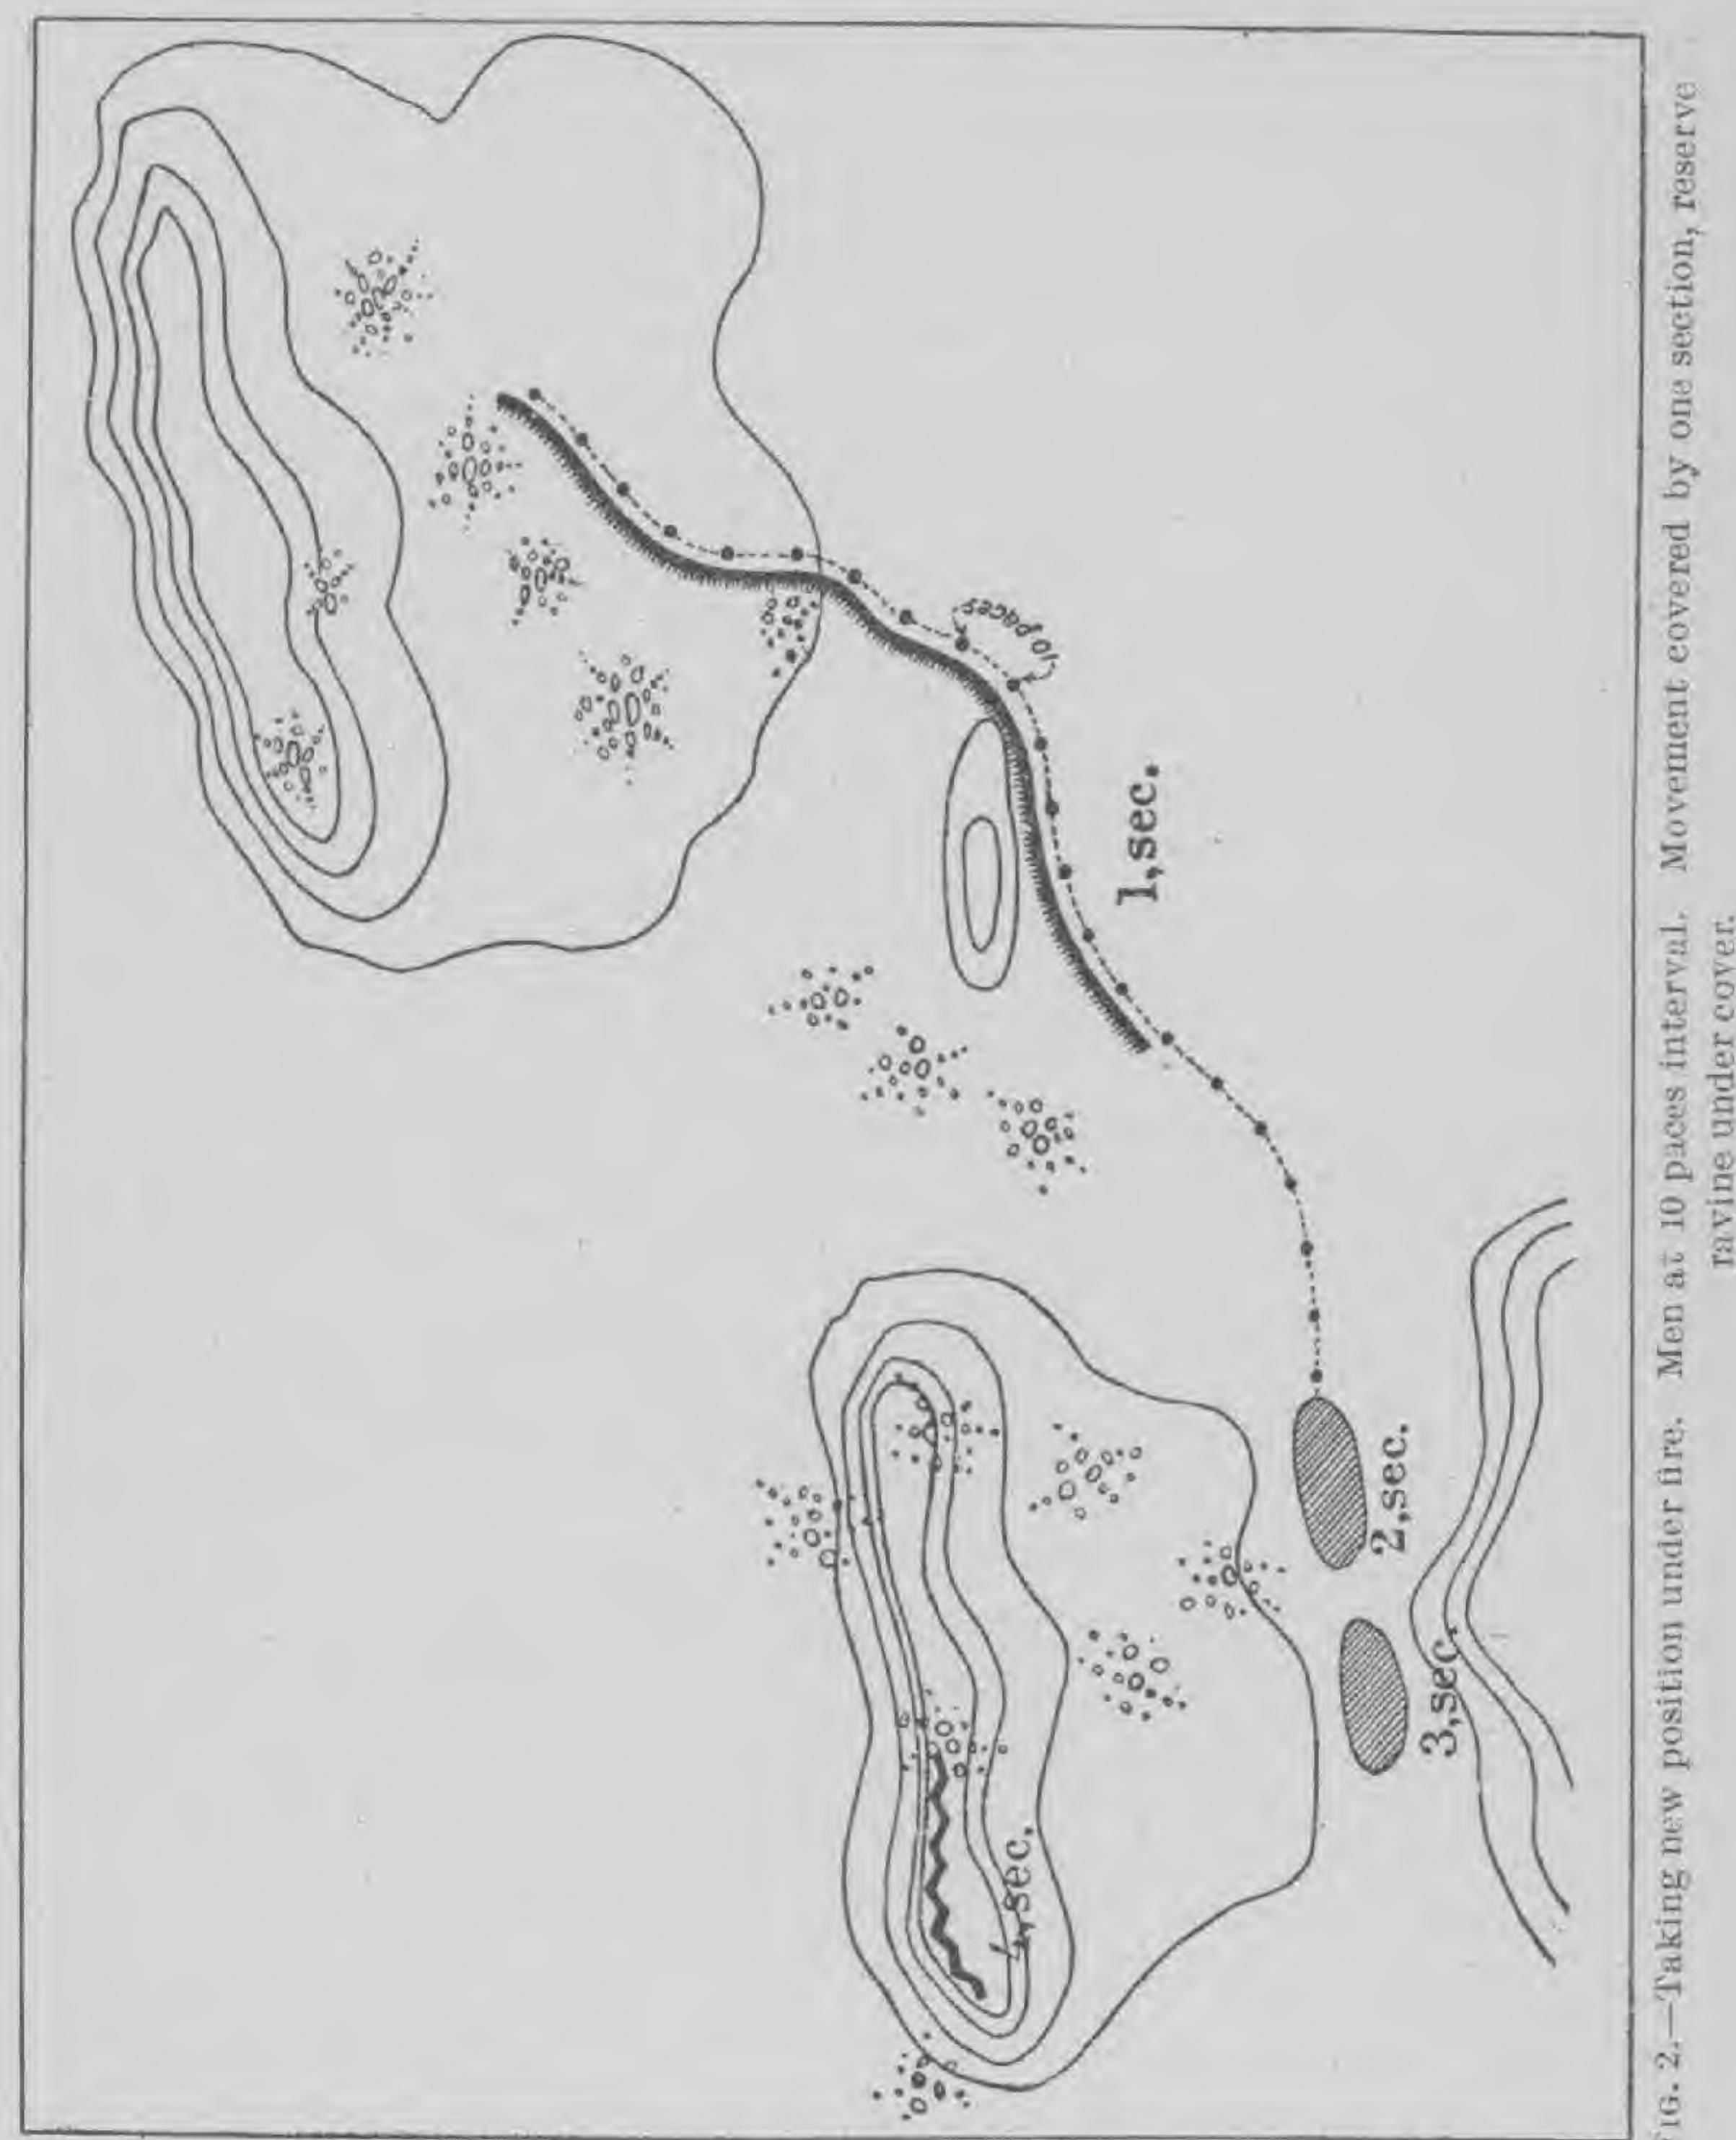 10 paces
1,sec.
2,sec.
3,sec.
4,sec.
FIG. 2.—Taking new position under fire. Men at 10 paces interval. Movement covered by one section, reserve
ravine under cover.